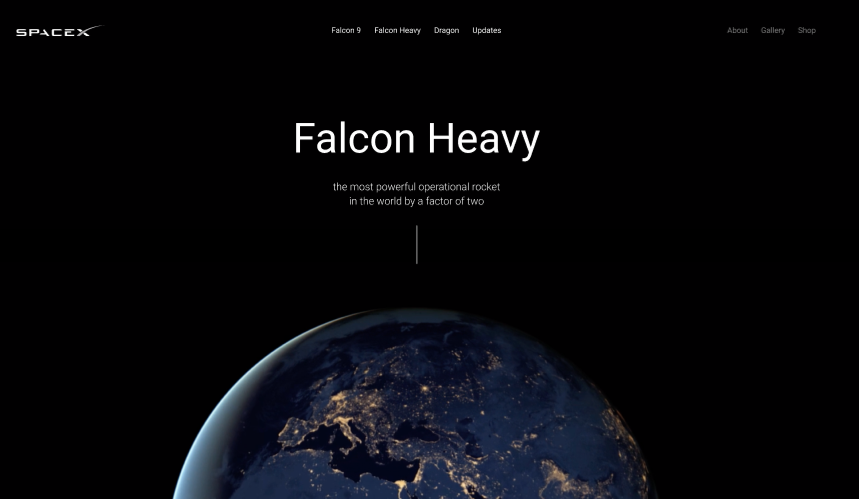 SPACEX
Falcon 9 Falcon Heavy Dragon Updates
About Gallery Shop
Falcon Heavy
the most powerful operational rocket
in the world by a factor of two